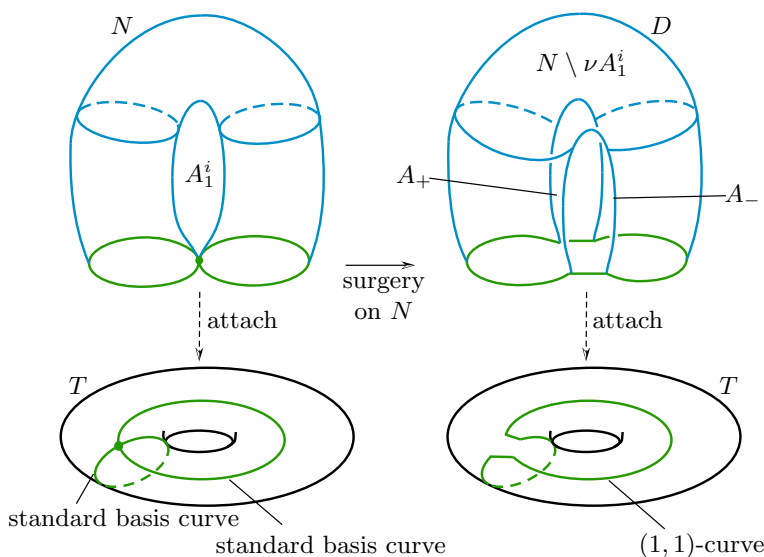 N
D
N \ νA₁ⁱ
A₁ⁱ
A₊
A₋
surgery
on N
attach
attach
T
T
standard basis curve
standard basis curve
(1, 1)-curve